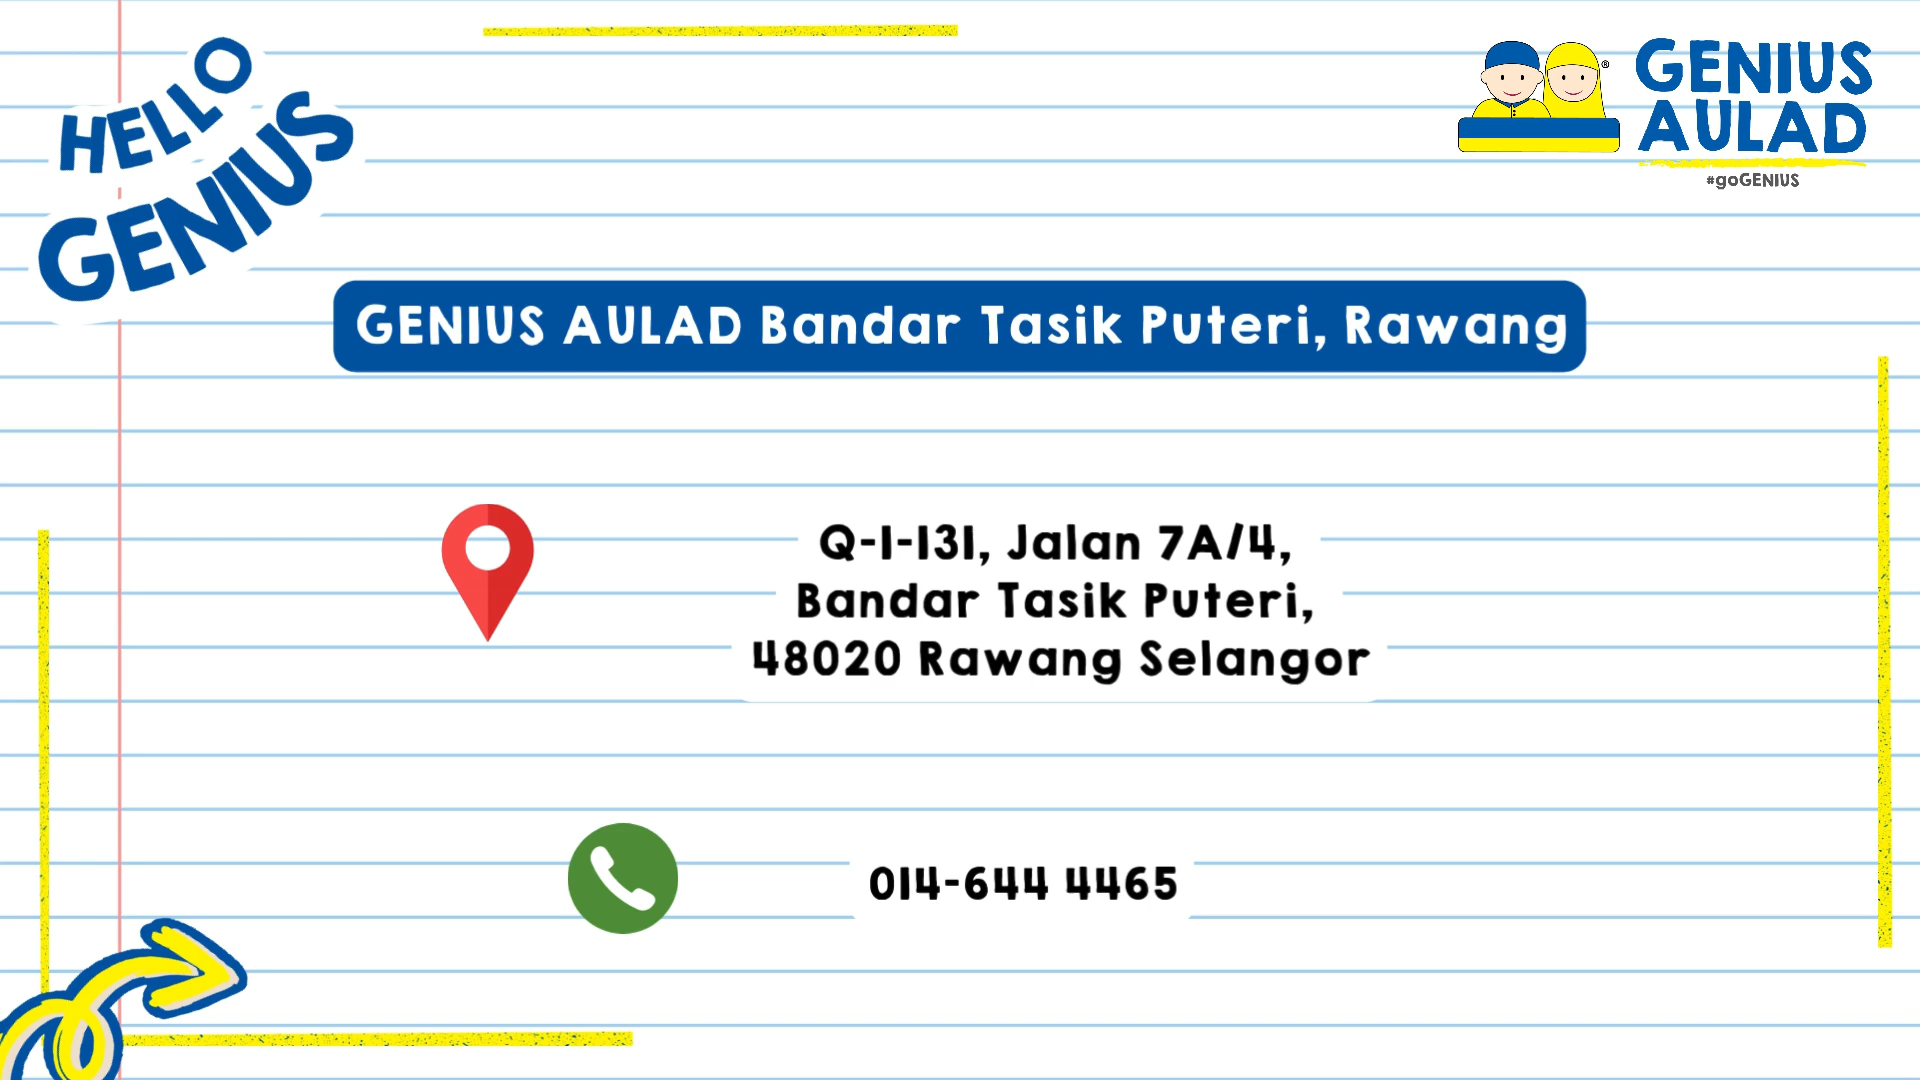 HELLO
GENIUS
GENIUS
AULAD
®
#goGENIUS
GENIUS AULAD Bandar Tasik Puteri, Rawang
Q-1-131, Jalan 7A/4,
Bandar Tasik Puteri,
48020 Rawang Selangor
014-644 4465